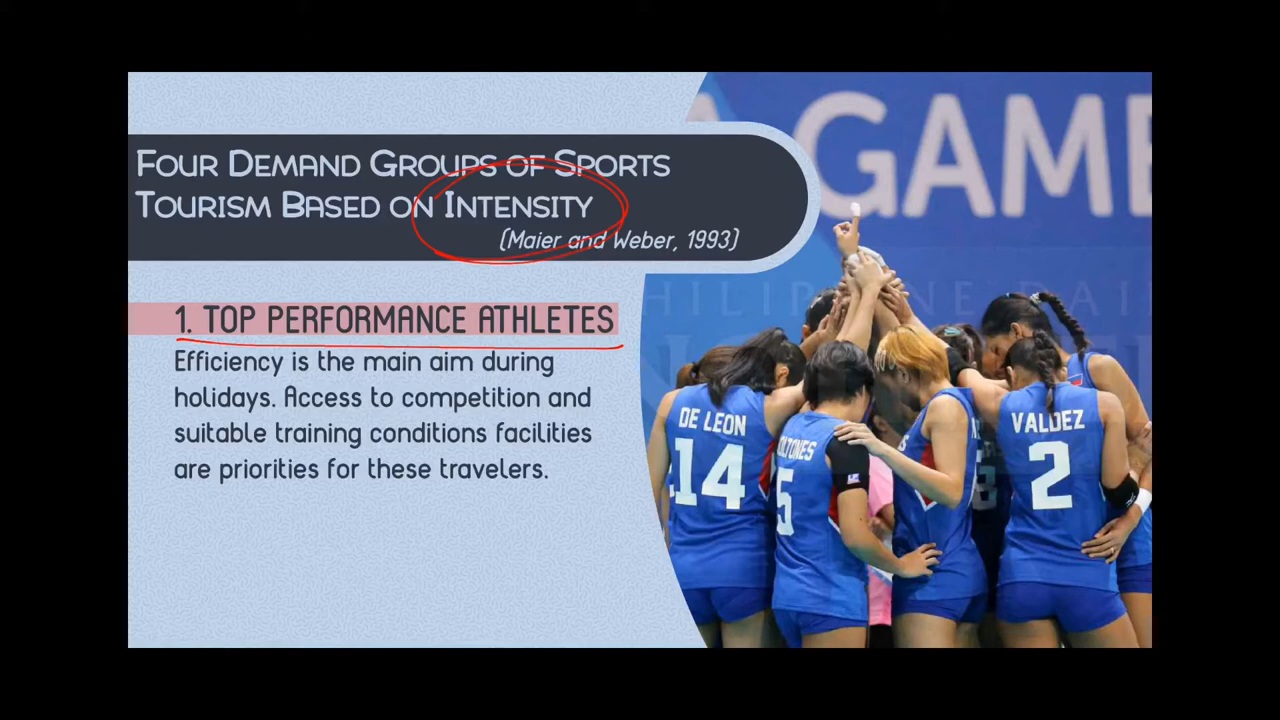 FOUR DEMAND GROUPS OF SPORTS
TOURISM BASED ON INTENSITY
(Maier and Weber, 1993)
1. TOP PERFORMANCE ATHLETES
Efficiency is the main aim during
holidays. Access to competition and
suitable training conditions facilities
are priorities for these travelers.
A GAME
DE LEON
14
5
VALDEZ
2